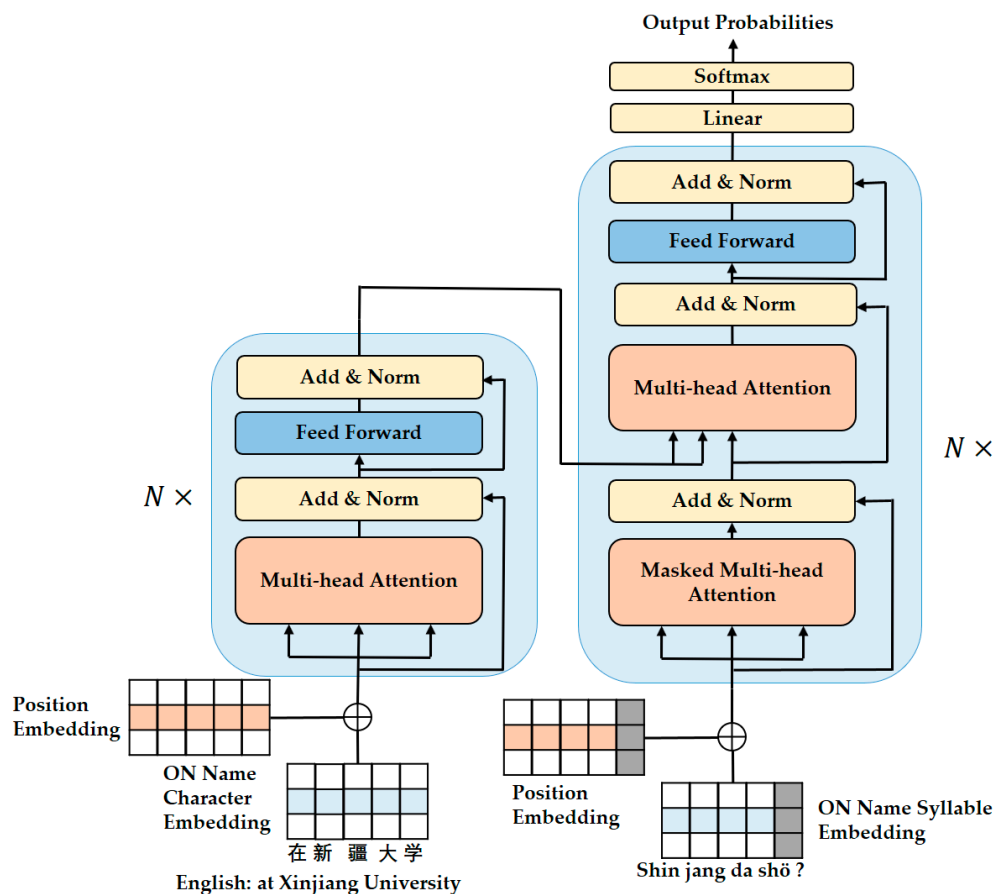 Output Probabilities
Softmax
Linear
Add & Norm
Feed Forward
Add & Norm
Multi-head Attention
N ×
Add & Norm
Masked Multi-head
Attention
Add & Norm
Feed Forward
N ×
Add & Norm
Multi-head Attention
Position
Embedding
ON Name
Character
Embedding
在 新 疆 大 学
English: at Xinjiang University
Position
Embedding
ON Name Syllable
Embedding
Shin jang da shö ?